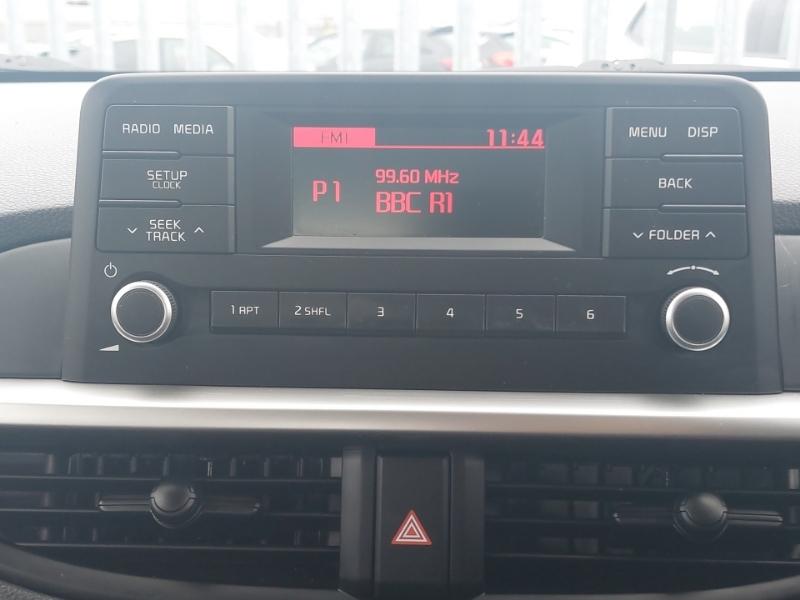 RADIO MEDIA
SETUP
CLOCK
SEEK
TRACK
FM1 11:44
99.60 MHz
P1
BBC R1
MENU DISP
BACK
FOLDER
1 RPT 2 SHFL 3 4 5 6